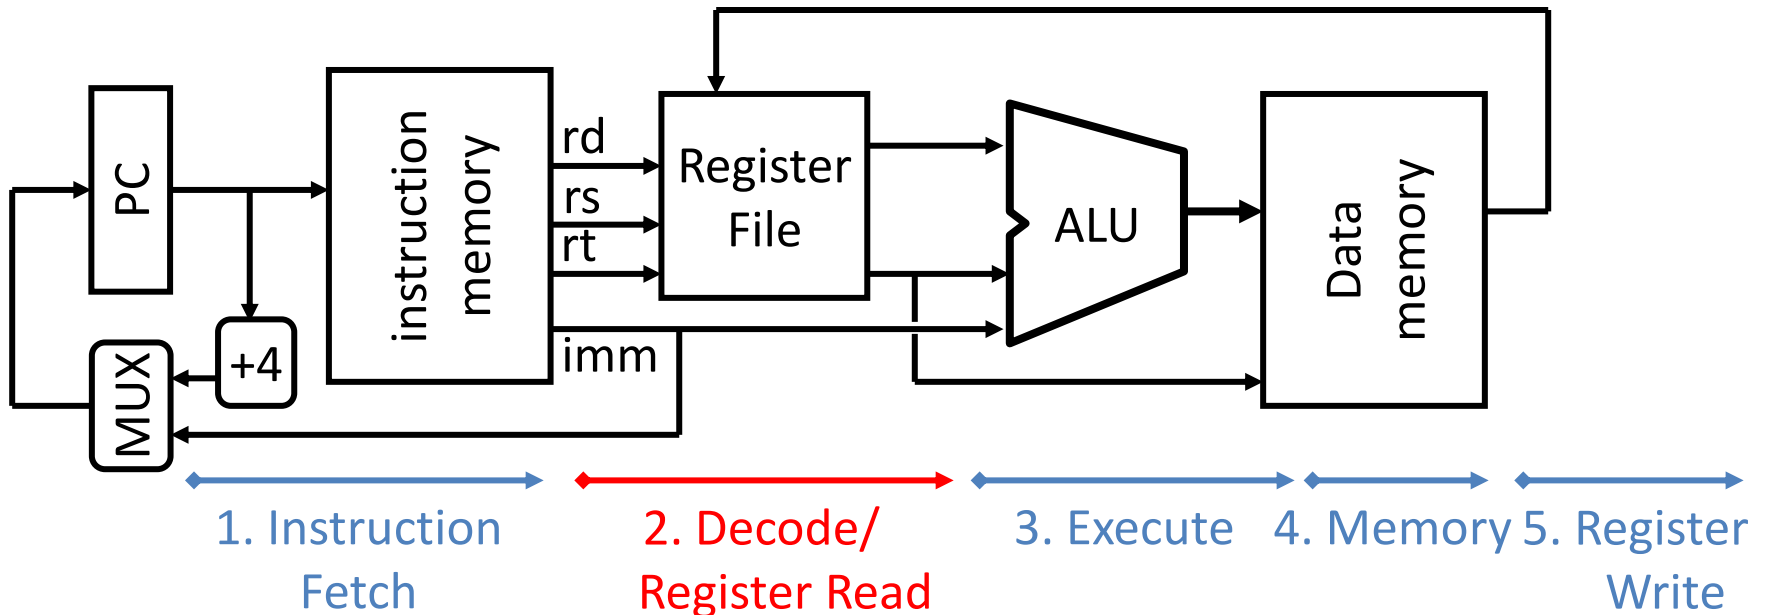 PC
instruction
memory
rd
rs
rt
imm
Register
File
ALU
Data
memory
+4
MUX
1. Instruction
Fetch
2. Decode/
Register Read
3. Execute
4. Memory
5. Register
Write